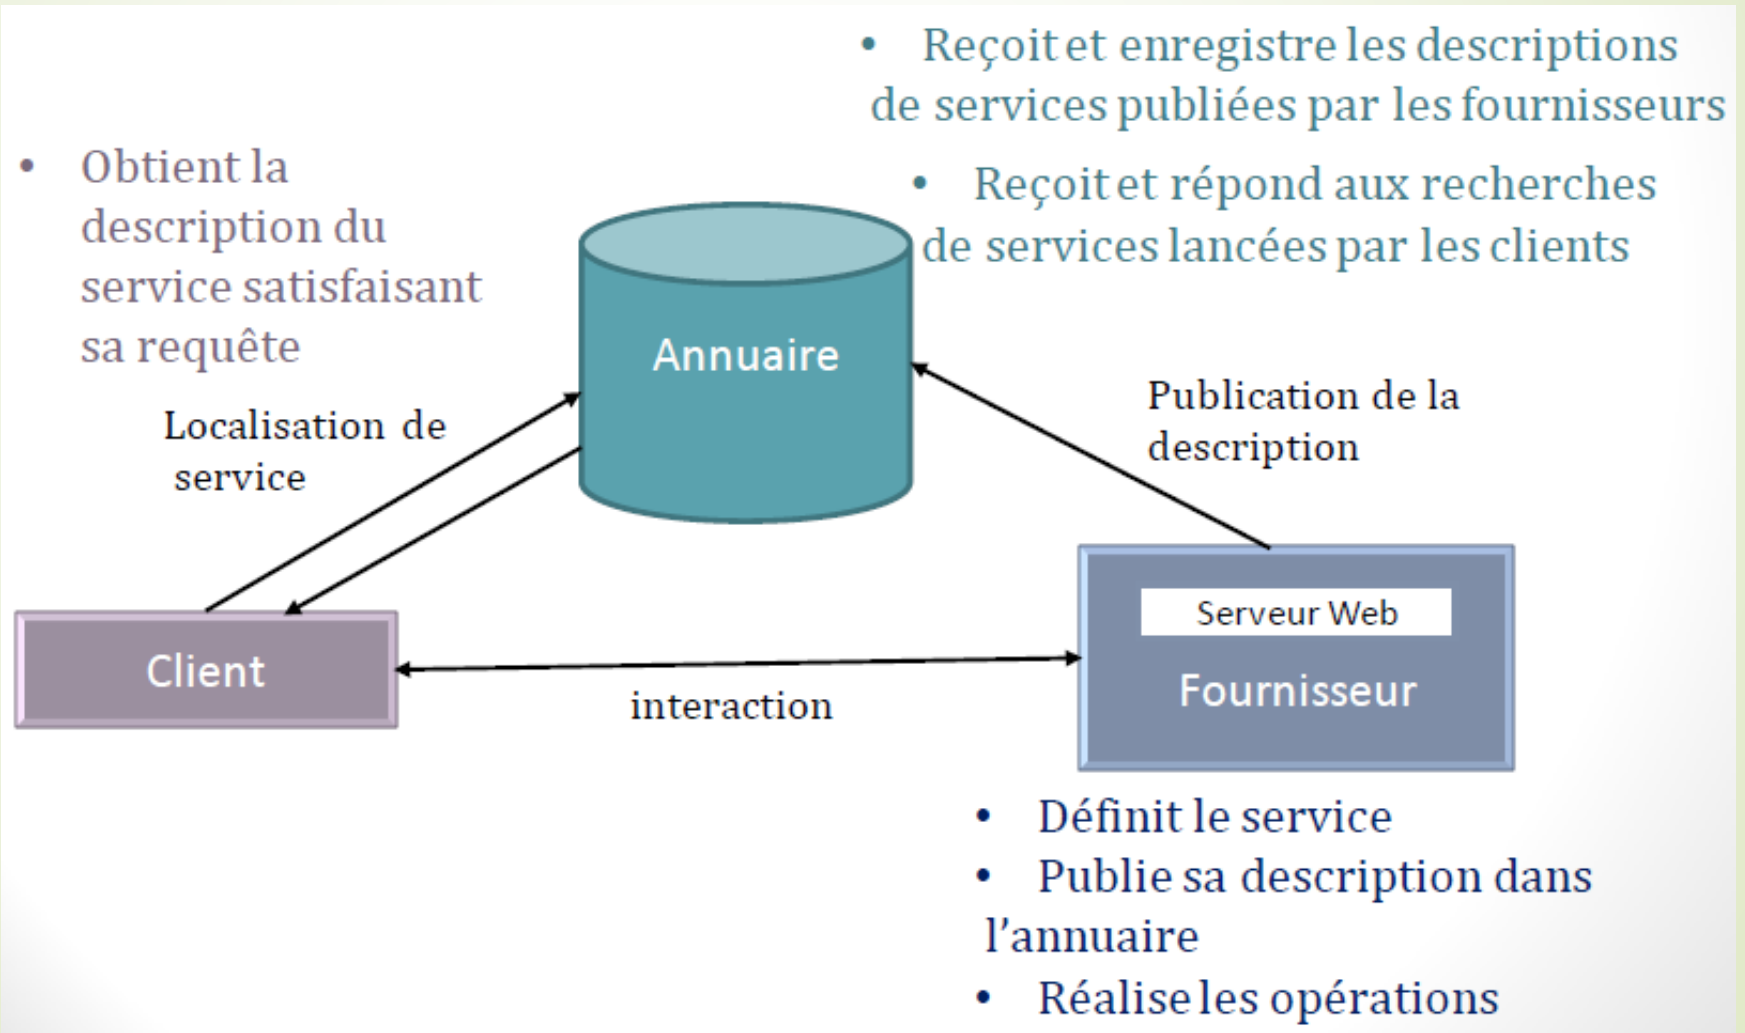 • Reçoit et enregistre les descriptions
de services publiées par les fournisseurs
• Reçoit et répond aux recherches
de services lancées par les clients
• Obtient la
description du
service satisfaisant
sa requête
Annuaire
Localisation de
service
Publication de la
description
Client
interaction
Serveur Web
Fournisseur
• Définit le service
• Publie sa description dans
l’annuaire
• Réalise les opérations